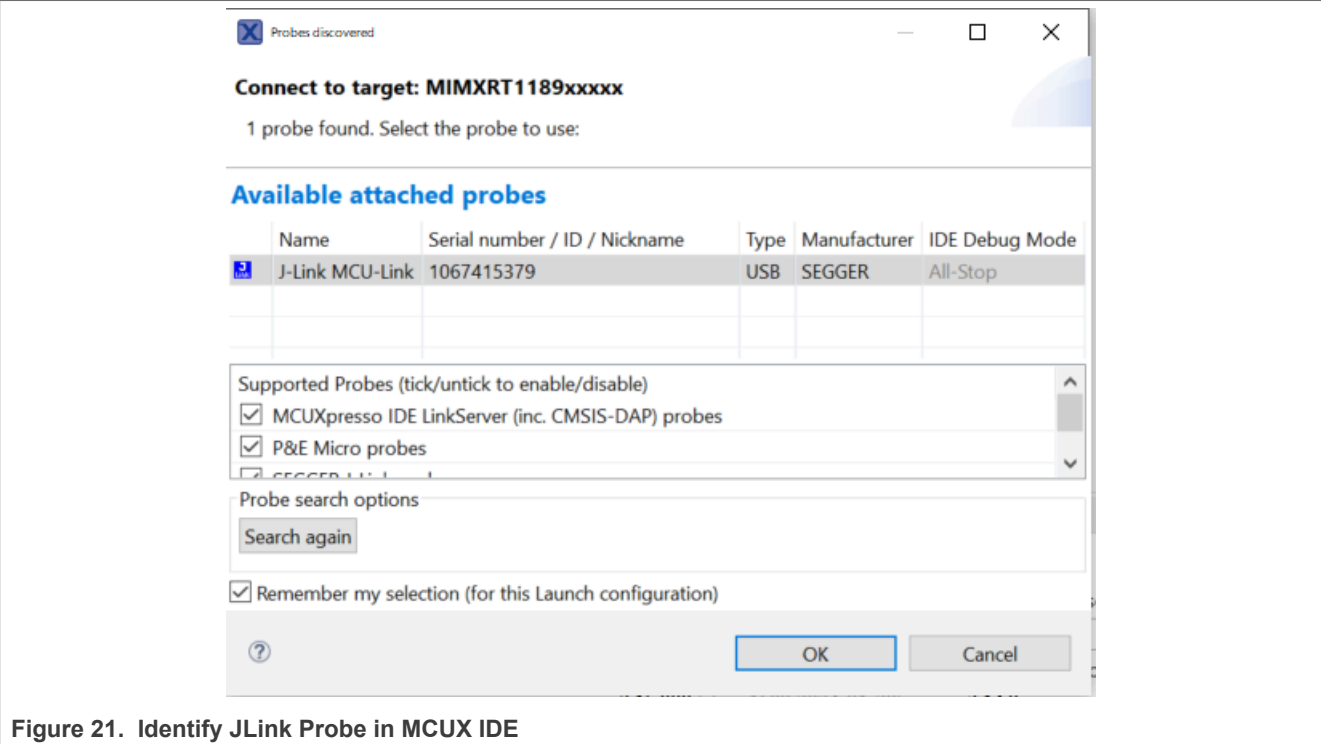 Probes discovered
Connect to target: MIMXRT1189xxxxx
1 probe found. Select the probe to use:
Available attached probes
Name Serial number / ID / Nickname Type Manufacturer IDE Debug Mode
J-Link MCU-Link 1067415379 USB SEGGER All-Stop
Supported Probes (tick/untick to enable/disable)
MCUXpresso IDE LinkServer (inc. CMSIS-DAP) probes
P&E Micro probes
Probe search options
Search again
Remember my selection (for this Launch configuration)
OK Cancel
Figure 21. Identify JLink Probe in MCUX IDE